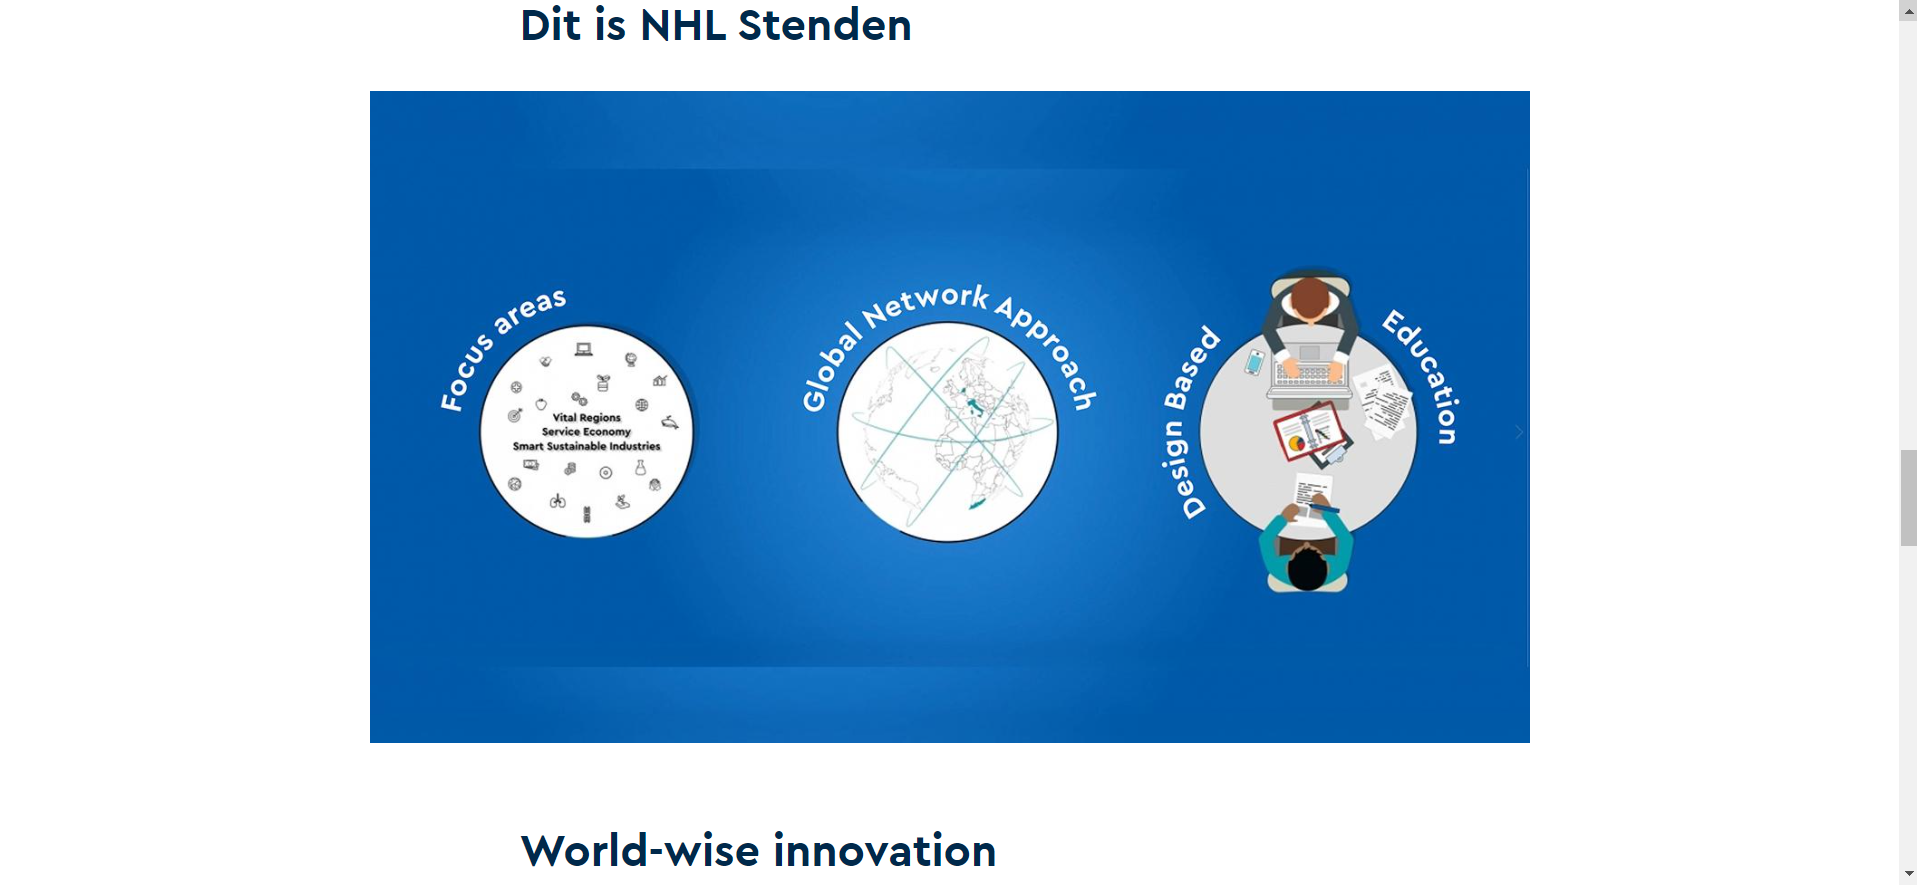 Dit is NHL Stenden
Focus areas
Vital Regions
Service Economy
Smart Sustainable Industries
Global Network Approach
Design Based
Education
World-wise innovation